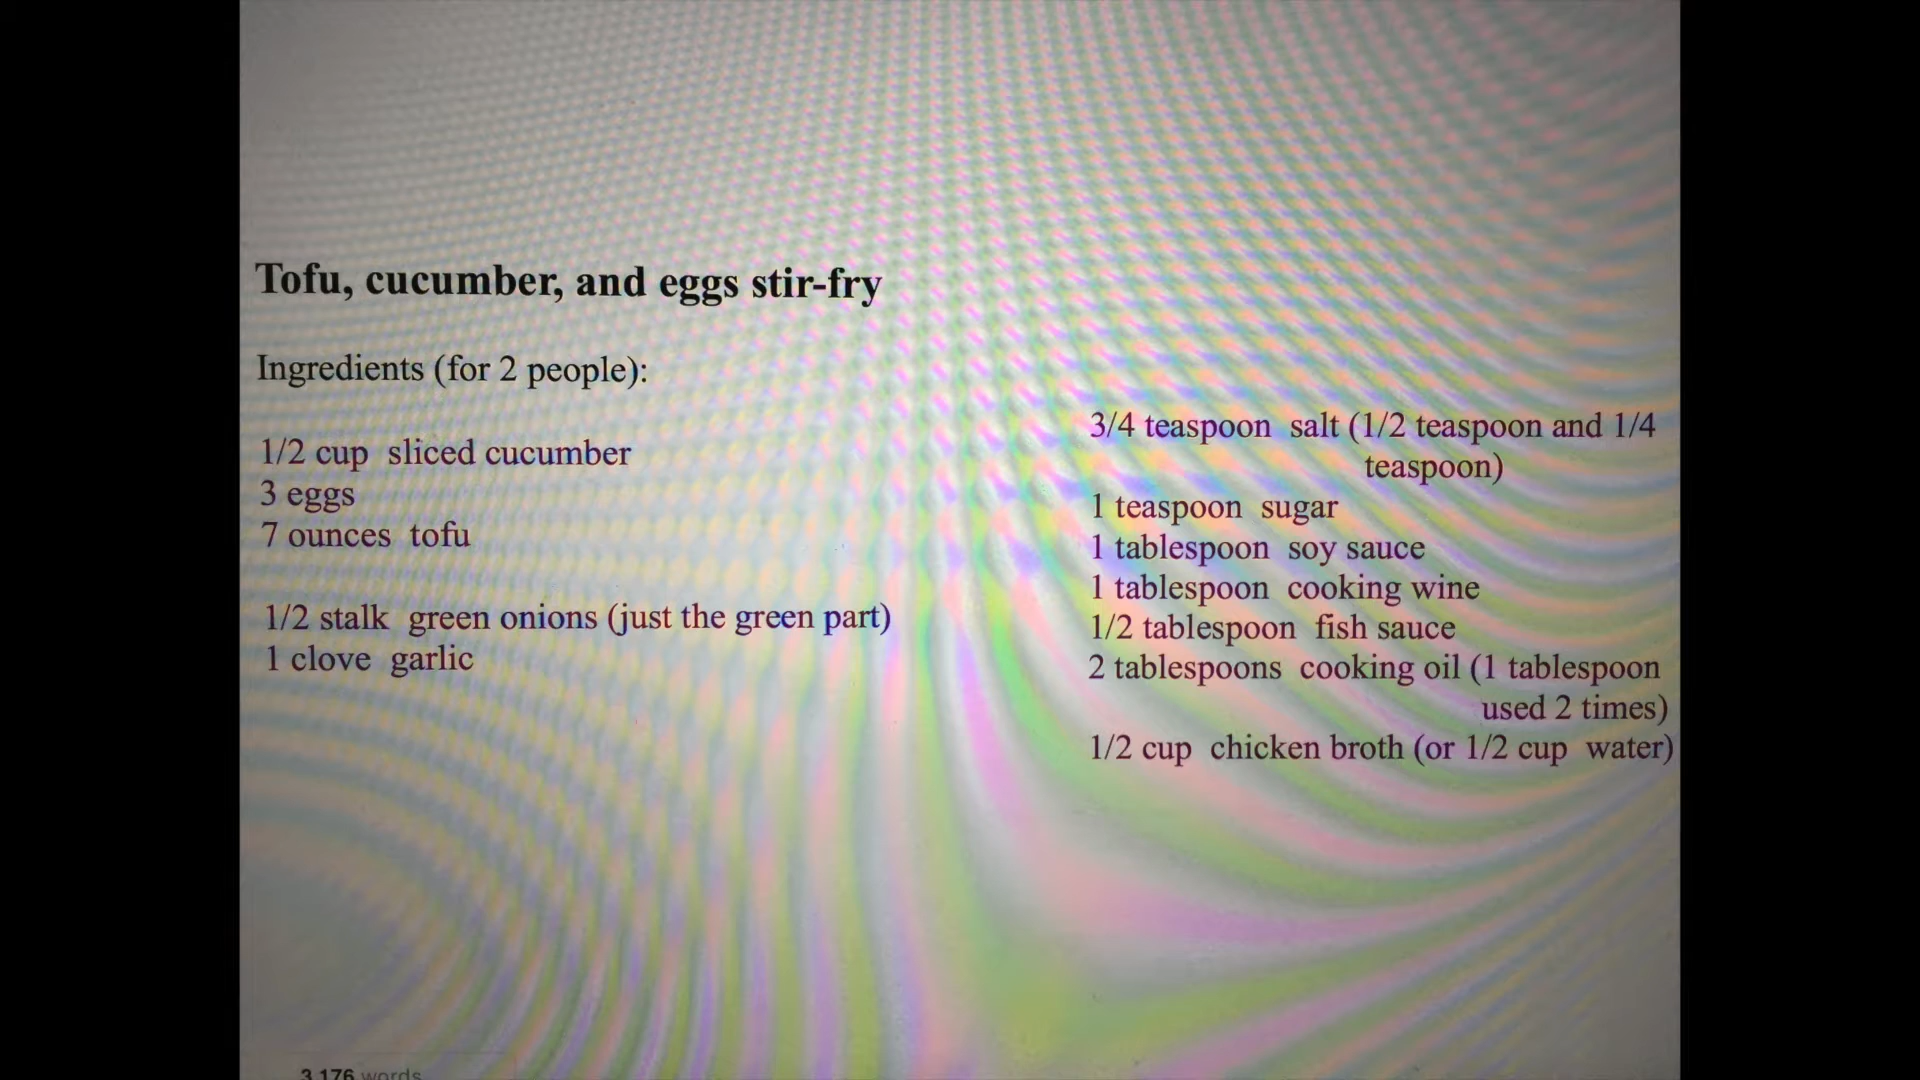 Tofu, cucumber, and eggs stir-fry
Ingredients (for 2 people):
1/2 cup sliced cucumber
3 eggs
7 ounces tofu
1/2 stalk green onions (just the green part)
1 clove garlic
3/4 teaspoon salt (1/2 teaspoon and 1/4
teaspoon)
1 teaspoon sugar
1 tablespoon soy sauce
1 tablespoon cooking wine
1/2 tablespoon fish sauce
2 tablespoons cooking oil (1 tablespoon
used 2 times)
1/2 cup chicken broth (or 1/2 cup water)
3,176 words